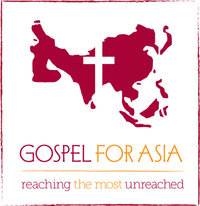 GOSPEL FOR ASIA
reaching the most unreached